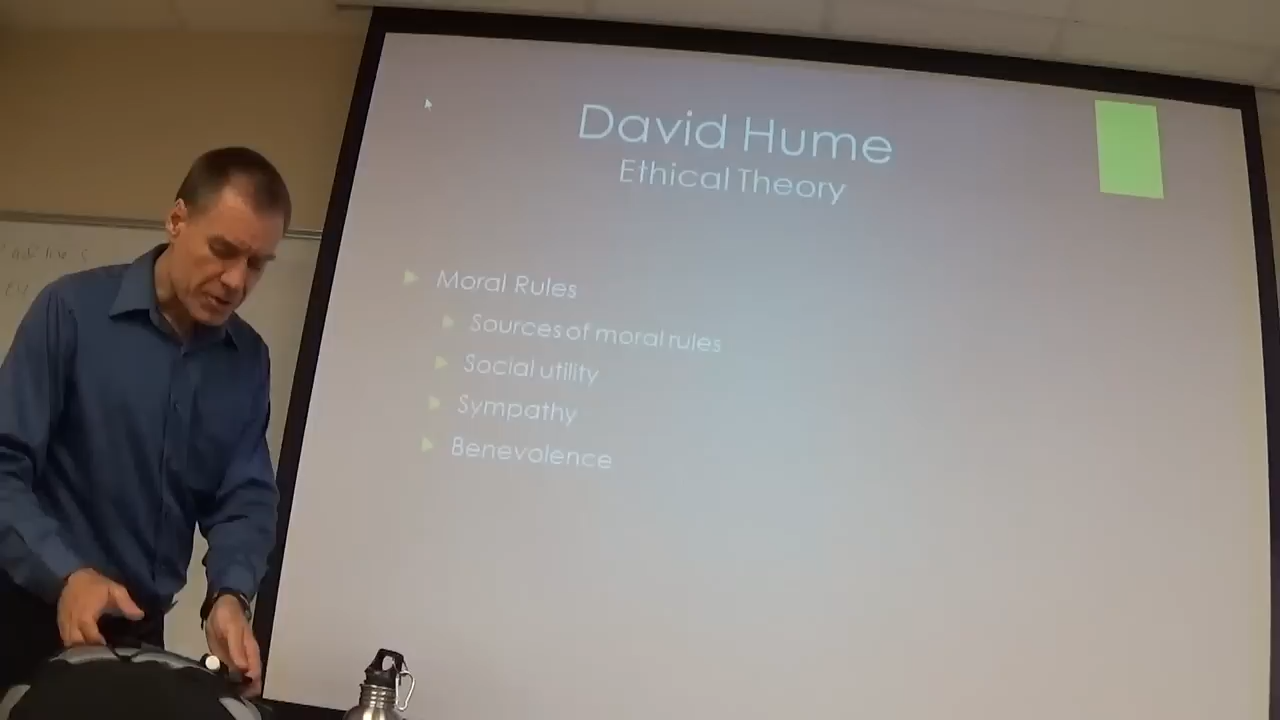 David Hume
Ethical Theory
Moral Rules
Sources of moral rules
Social utility
Sympathy
Benevolence